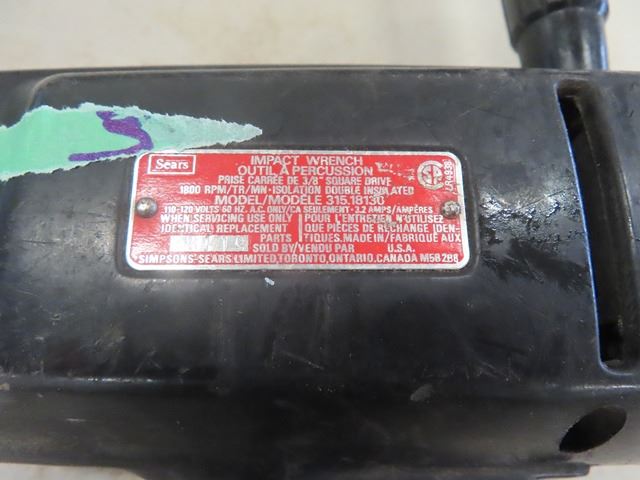 5
Sears
IMPACT WRENCH
OUTIL À PERCUSSION
PRISE CARRÉE DE 3/8" SQUARE DRIVE
1800 RPM/TR/MN-ISOLATION DOUBLE INSULATED
MODEL/MODÈLE 315.18130
110-120 VOLTS 60 HZ. A.C. ONLY/CA SEULEMENT - 3.2 AMPS/AMPÈRES
WHEN SERVICING USE ONLY
IDENTICAL REPLACEMENT
PARTS
POUR L'ENTRETIEN N'UTILISEZ
QUE PIÈCES DE RECHANGE IDEN-
TIQUES. MADE IN/FABRIQUÉ AUX
SOLD BY/VENDU PAR U.S.A.
SIMPSONS-SEARS LIMITED, TORONTO, ONTARIO, CANADA M5B 2B8